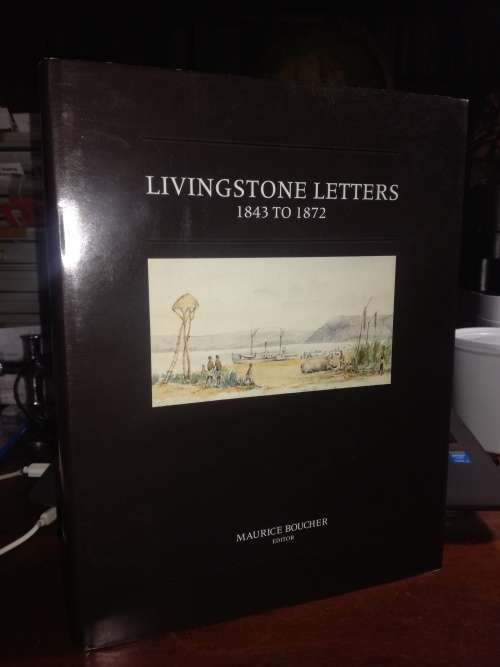 LIVINGSTONE LETTERS
1843 TO 1872
MAURICE BOUCHER
EDITOR